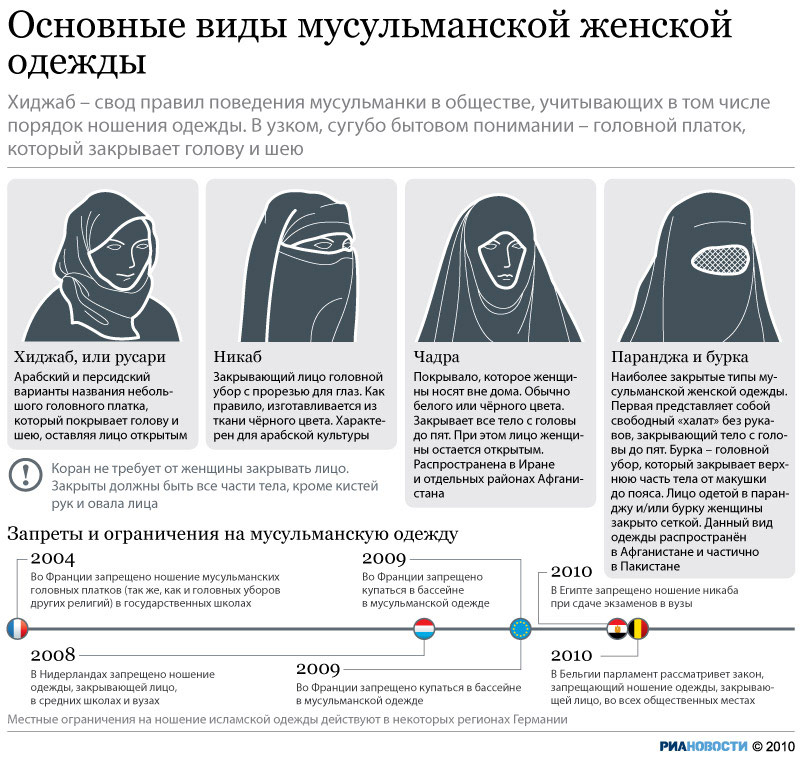 Основные виды мусульманской женской
одежды
Хиджаб – свод правил поведения мусульманки в обществе, учитывающих в том числе
порядок ношения одежды. В узком, сугубо бытовом понимании – головной платок,
который закрывает голову и шею
Хиджаб, или русари
Арабский и персидский
варианты названия неболь-
шого головного платка,
который покрывает голову и
шею, оставляя лицо открытым
Никаб
Закрывающий лицо головной
убор с прорезью для глаз. Как
правило, изготавливается из
ткани чёрного цвета. Характе-
рен для арабской культуры
Чадра
Покрывало, которое женщи-
ны носят вне дома. Обычно
белого или чёрного цвета.
Закрывает все тело с головы
до пят. При этом лицо женщи-
ны остается открытым.
Распространена в Иране
и отдельных районах Афгани-
стана
Паранджа и бурка
Наиболее закрытые типы му-
сульманской женской одежды.
Первая представляет собой
свободный «халат» без рука-
вов, закрывающий тело с голо-
вы до пят. Бурка – головной
убор, который закрывает верх-
нюю часть тела от макушки
до пояса. Лицо одетой в паран-
джу и/или бурку женщины
закрыто сеткой. Данный вид
одежды распространён
в Афганистане и частично
в Пакистане
Коран не требует от женщины закрывать лицо.
Закрыты должны быть все части тела, кроме кистей
рук и овала лица
Запреты и ограничения на мусульманскую одежду
2004
Во Франции запрещено ношение мусульманских
головных платков (так же, как и головных уборов
других религий) в государственных школах
2009
Во Франции запрещено
купаться в бассейне
в мусульманской одежде
2010
В Египте запрещено ношение никаба
при сдаче экзаменов в вузы
2008
В Нидерландах запрещено ношение
одежды, закрывающей лицо,
в средних школах и вузах
2009
Во Франции запрещено купаться в бассейне
в мусульманской одежде
2010
В Бельгии парламент рассматривет закон,
запрещающий ношение одежды, закрываю-
щей лицо, во всех общественных местах
Местные ограничения на ношение исламской одежды действуют в некоторых регионах Германии
РИАНОВОСТИ © 2010